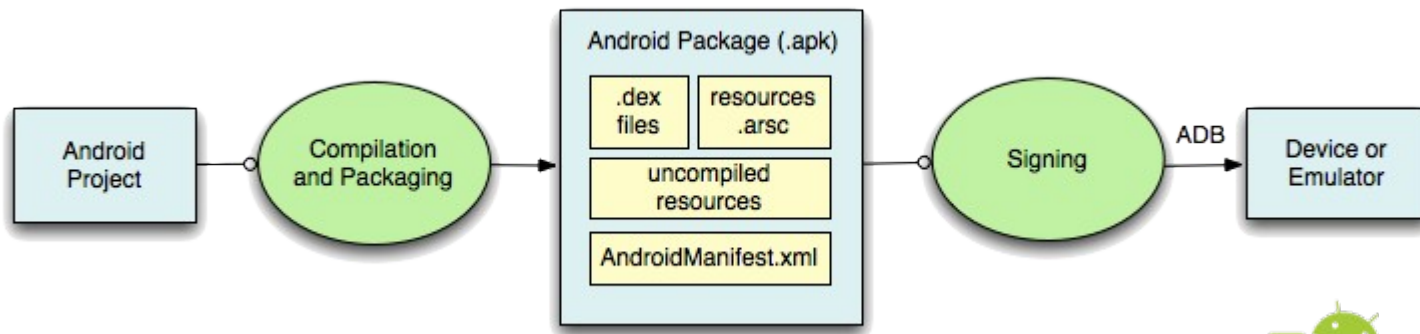 Android
Project
Compilation
and Packaging
Android Package (.apk)
.dex
files
resources
.arsc
uncompiled
resources
AndroidManifest.xml
Signing
ADB
Device or
Emulator